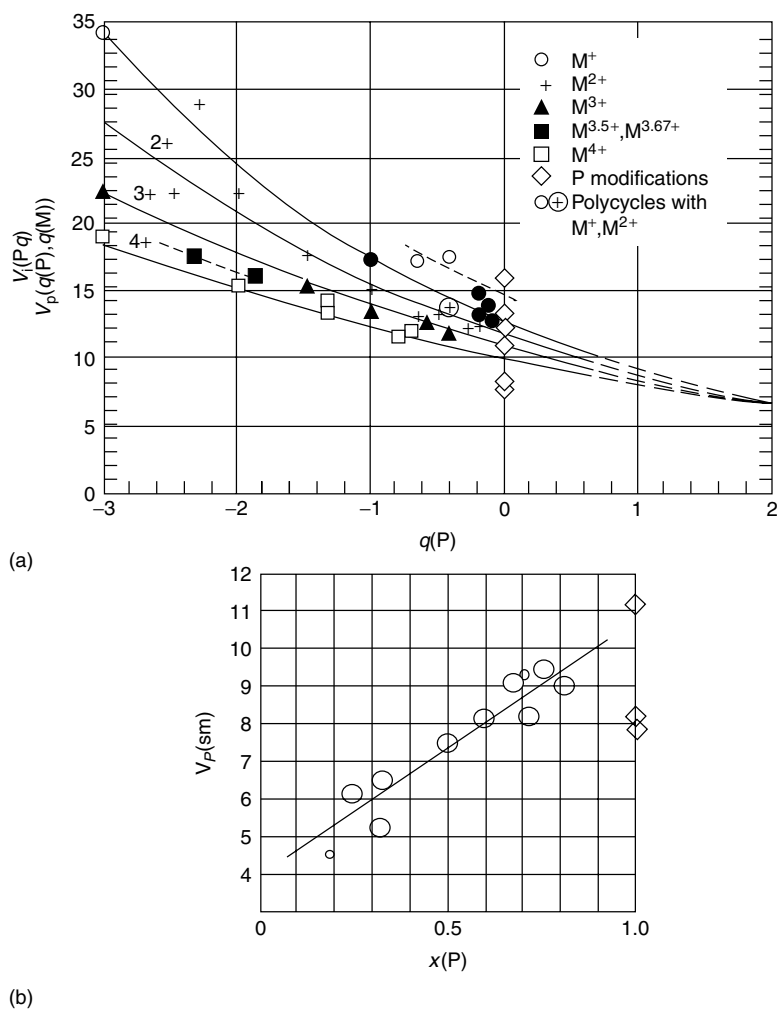 35
30
25
20
15
10
5
0
V_i(Pq)
V_p(q(P),q(M))
2+
3+
4+
M⁺
M²⁺
M³⁺
M³·⁵⁺,M³·⁶⁷⁺
M⁴⁺
P modifications
Polycycles with
M⁺,M²⁺
−3 −2 −1 0 1 2
q(P)
(a)
12
11
10
9
8
7
6
5
4
V_P(sm)
0 0.5 1.0
x(P)
(b)